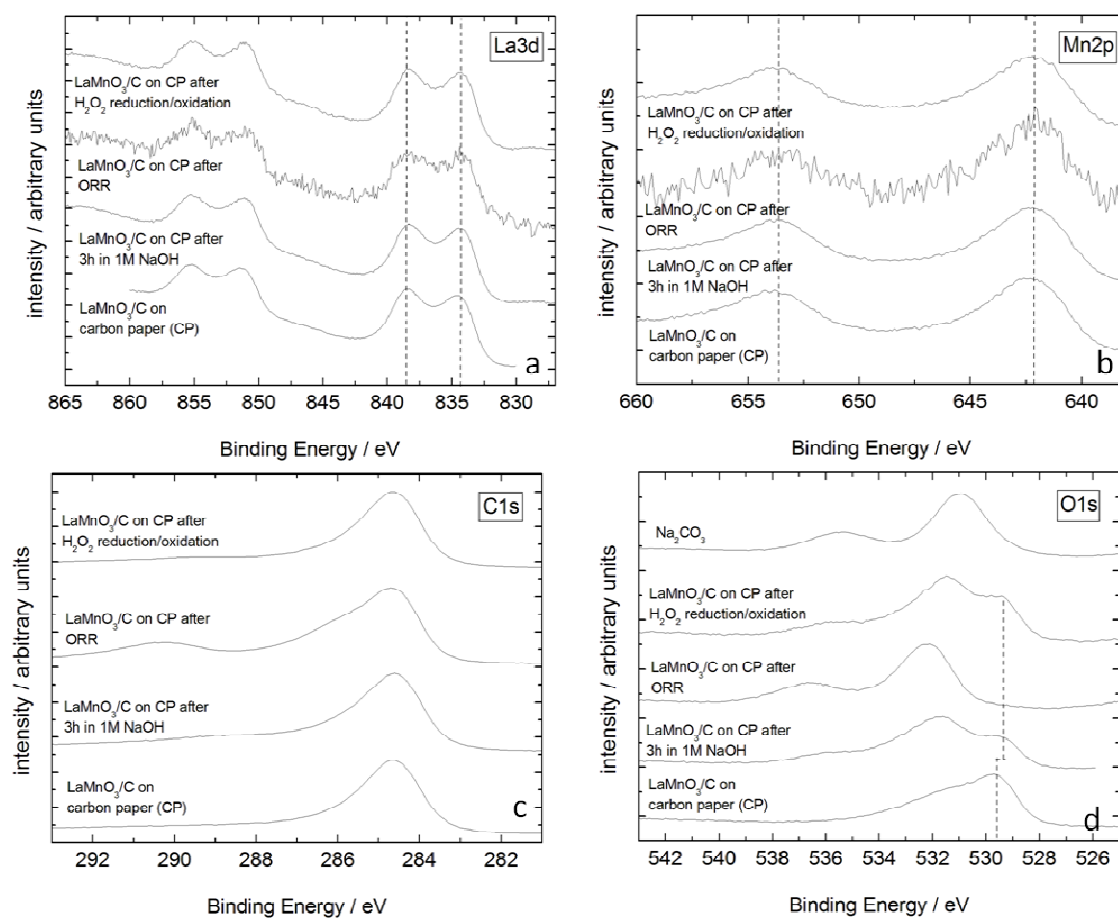 La3d
LaMnO₃/C on CP after
H₂O₂ reduction/oxidation
LaMnO₃/C on CP after
ORR
LaMnO₃/C on CP after
3h in 1M NaOH
LaMnO₃/C on
carbon paper (CP)
a
intensity / arbitrary units
865 860 855 850 845 840 835 830
Binding Energy / eV
Mn2p
LaMnO₃/C on CP after
H₂O₂ reduction/oxidation
LaMnO₃/C on CP after
ORR
LaMnO₃/C on CP after
3h in 1M NaOH
LaMnO₃/C on
carbon paper (CP)
b
intensity / arbitrary units
660 655 650 645 640
Binding Energy / eV
C1s
LaMnO₃/C on CP after
H₂O₂ reduction/oxidation
LaMnO₃/C on CP after
ORR
LaMnO₃/C on CP after
3h in 1M NaOH
LaMnO₃/C on
carbon paper (CP)
c
intensity / arbitrary units
292 290 288 286 284 282
Binding Energy / eV
O1s
Na₂CO₃
LaMnO₃/C on CP after
H₂O₂ reduction/oxidation
LaMnO₃/C on CP after
ORR
LaMnO₃/C on CP after
3h in 1M NaOH
LaMnO₃/C on
carbon paper (CP)
d
intensity / arbitrary units
542 540 538 536 534 532 530 528 526
Binding Energy / eV